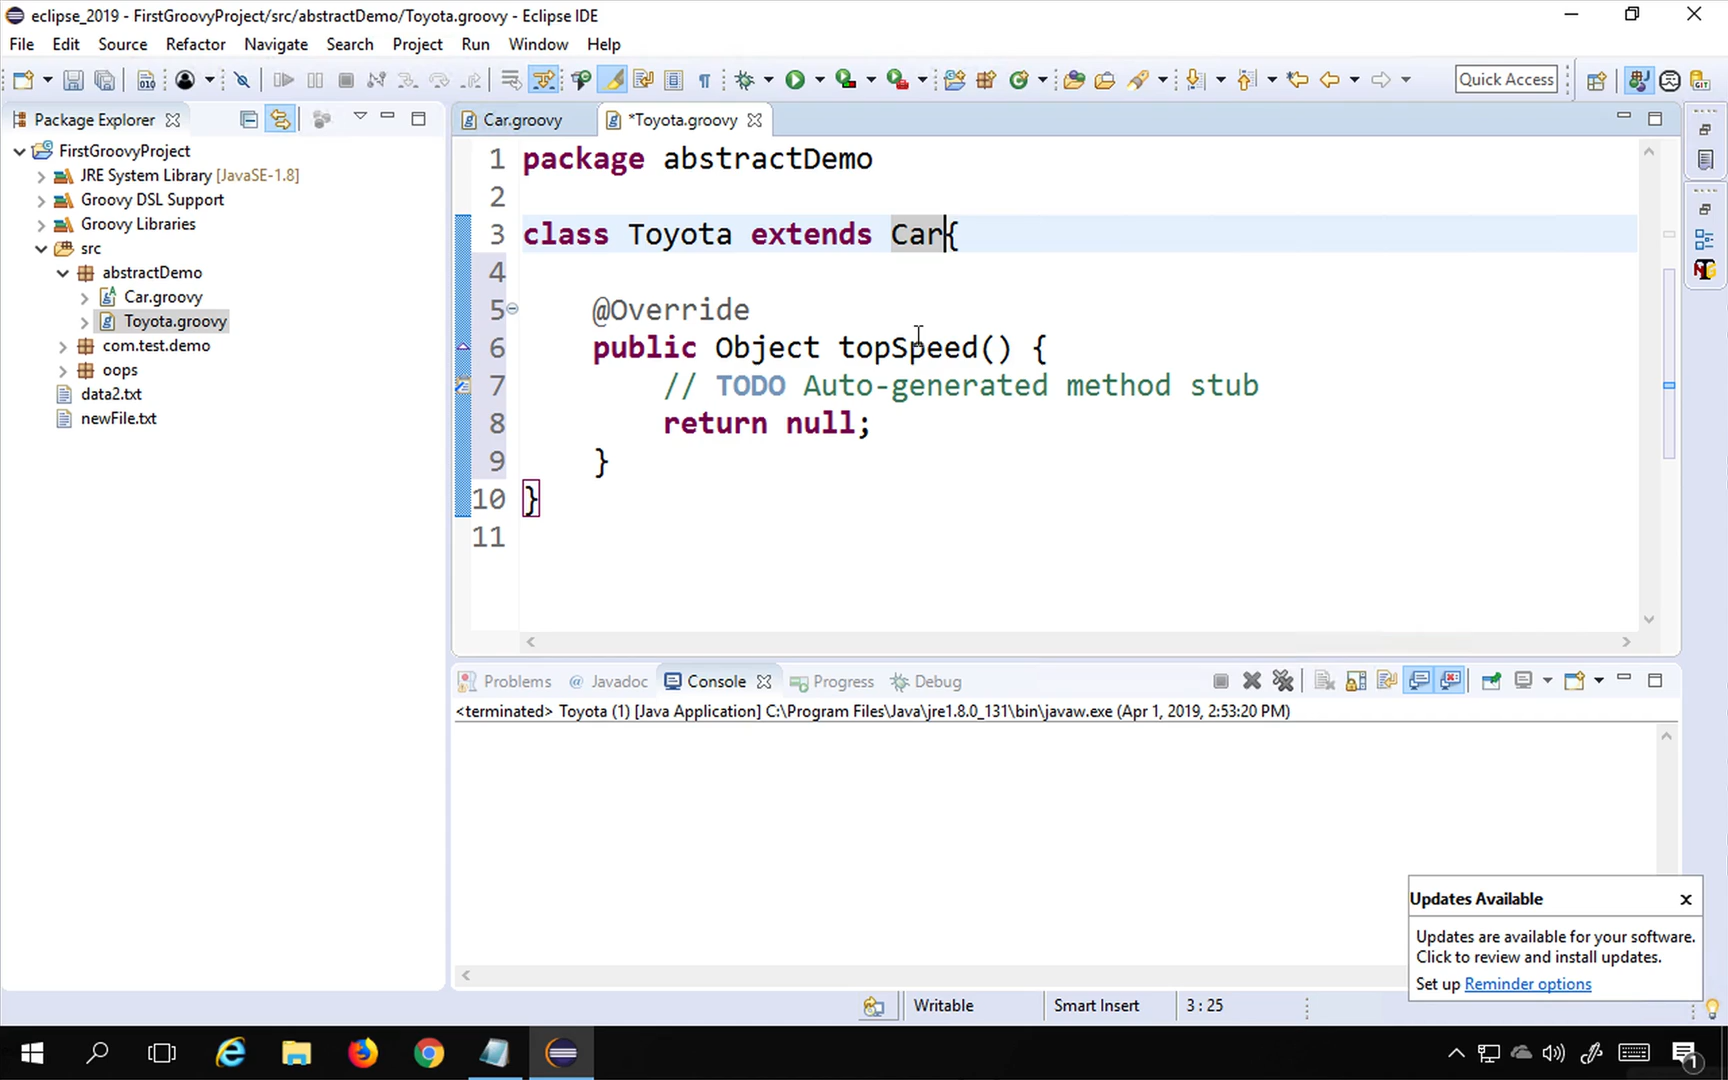 eclipse_2019 - FirstGroovyProject/src/abstractDemo/Toyota.groovy - Eclipse IDE
File Edit Source Refactor Navigate Search Project Run Window Help
Quick Access
Package Explorer
Car.groovy *Toyota.groovy
FirstGroovyProject
JRE System Library [JavaSE-1.8]
Groovy DSL Support
Groovy Libraries
src
abstractDemo
Car.groovy
Toyota.groovy
com.test.demo
oops
data2.txt
newFile.txt
1 package abstractDemo
2
3 class Toyota extends Car{
4
5 @Override
6 public Object topSpeed() {
7 // TODO Auto-generated method stub
8 return null;
9 }
10 }
11
Problems @ Javadoc Console Progress Debug
<terminated> Toyota (1) [Java Application] C:\Program Files\Java\jre1.8.0_131\bin\javaw.exe (Apr 1, 2019, 2:53:20 PM)
Updates Available
Updates are available for your software.
Click to review and install updates.
Set up Reminder options
Writable Smart Insert 3 : 25
1